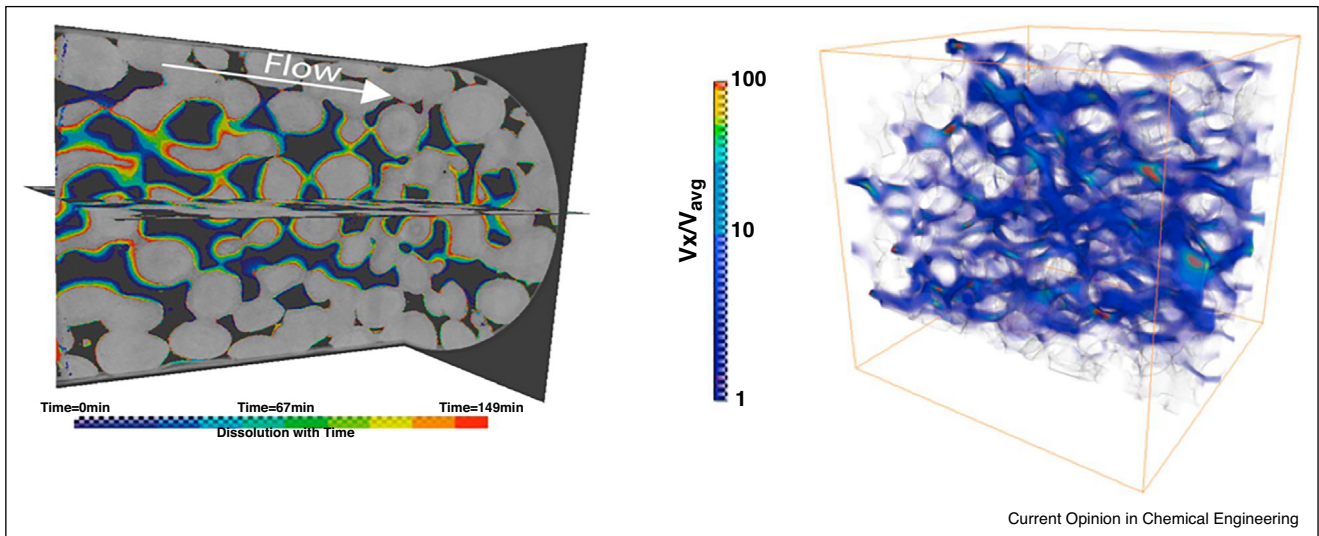 Flow
Time=0min Time=67min Time=149min
Dissolution with Time
Vx/Vavg
100
10
1
Current Opinion in Chemical Engineering